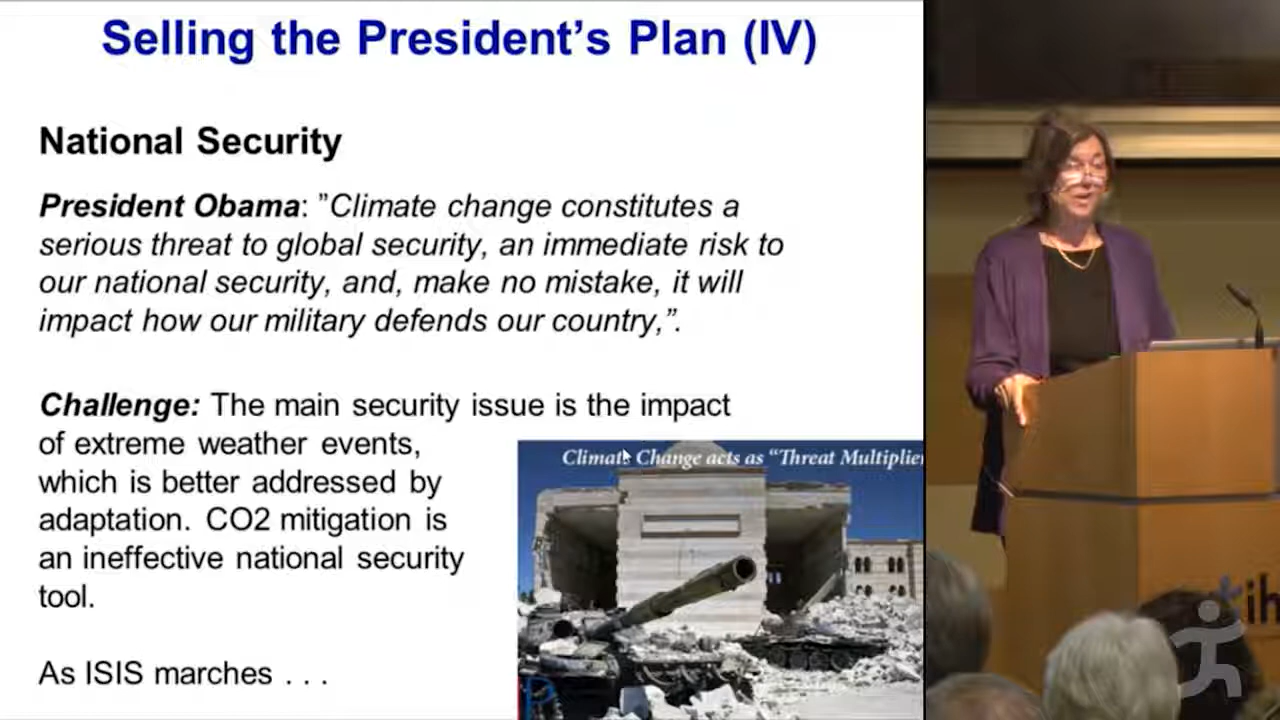 Selling the President’s Plan (IV)
National Security
President Obama: ”Climate change constitutes a
serious threat to global security, an immediate risk to
our national security, and, make no mistake, it will
impact how our military defends our country,”.
Challenge: The main security issue is the impact
of extreme weather events,
which is better addressed by
adaptation. CO2 mitigation is
an ineffective national security
tool.
As ISIS marches . . .
Climate Change acts as “Threat Multiplier